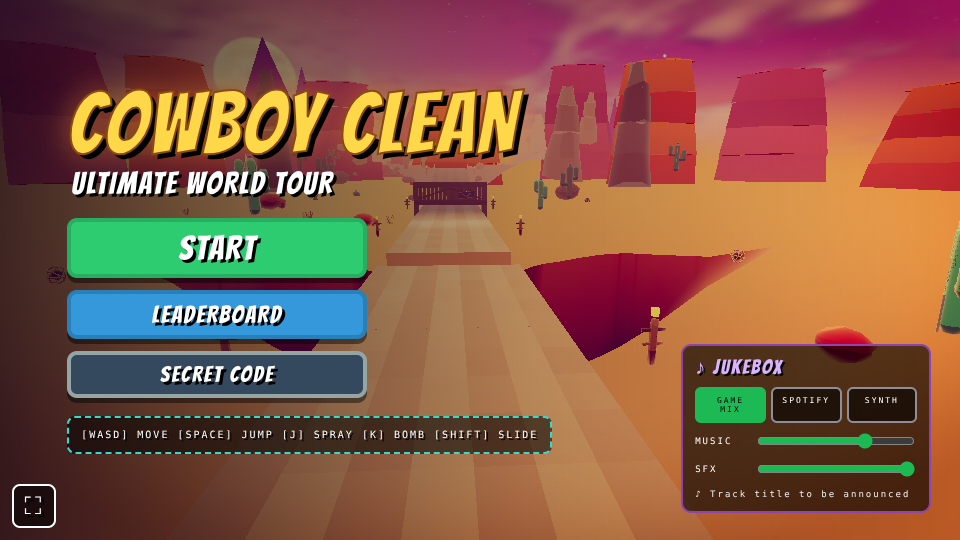 COWBOY CLEAN
ULTIMATE WORLD TOUR
START
LEADERBOARD
SECRET CODE
[WASD] MOVE [SPACE] JUMP [J] SPRAY [K] BOMB [SHIFT] SLIDE
♪ JUKEBOX
GAME
MIX
SPOTIFY
SYNTH
MUSIC
SFX
♪ Track title to be announced